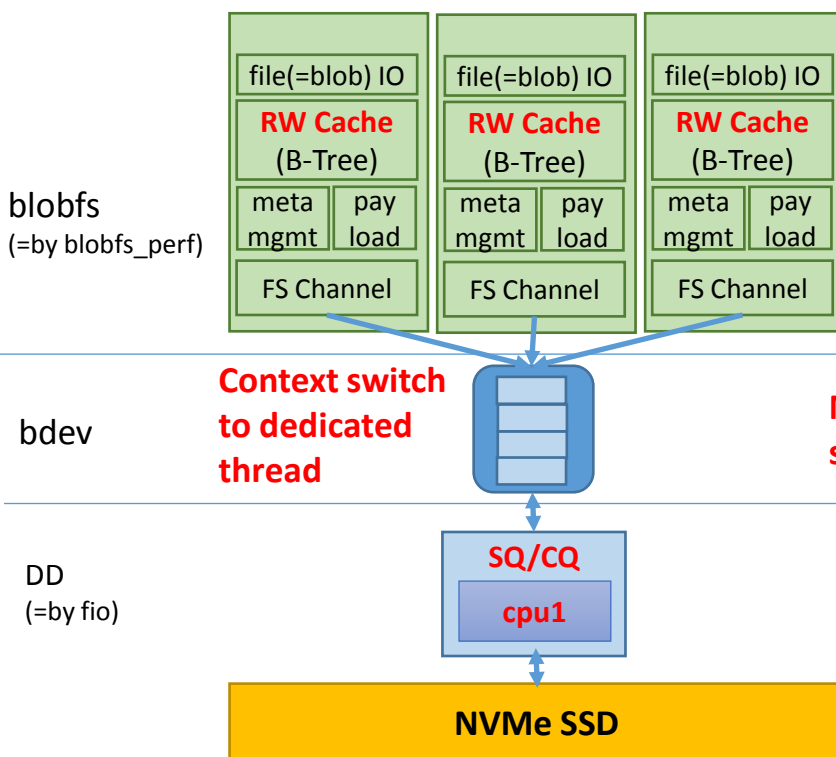 file(=blob) IO
RW Cache
(B-Tree)
meta
mgmt
pay
load
FS Channel
file(=blob) IO
RW Cache
(B-Tree)
meta
mgmt
pay
load
FS Channel
file(=blob) IO
RW Cache
(B-Tree)
meta
mgmt
pay
load
FS Channel
blobfs
(=by blobfs_perf)
Context switch
to dedicated
thread
bdev
DD
(=by fio)
SQ/CQ
cpu1
NVMe SSD